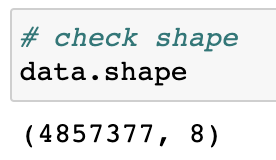 # check shape
data.shape
(4857377, 8)